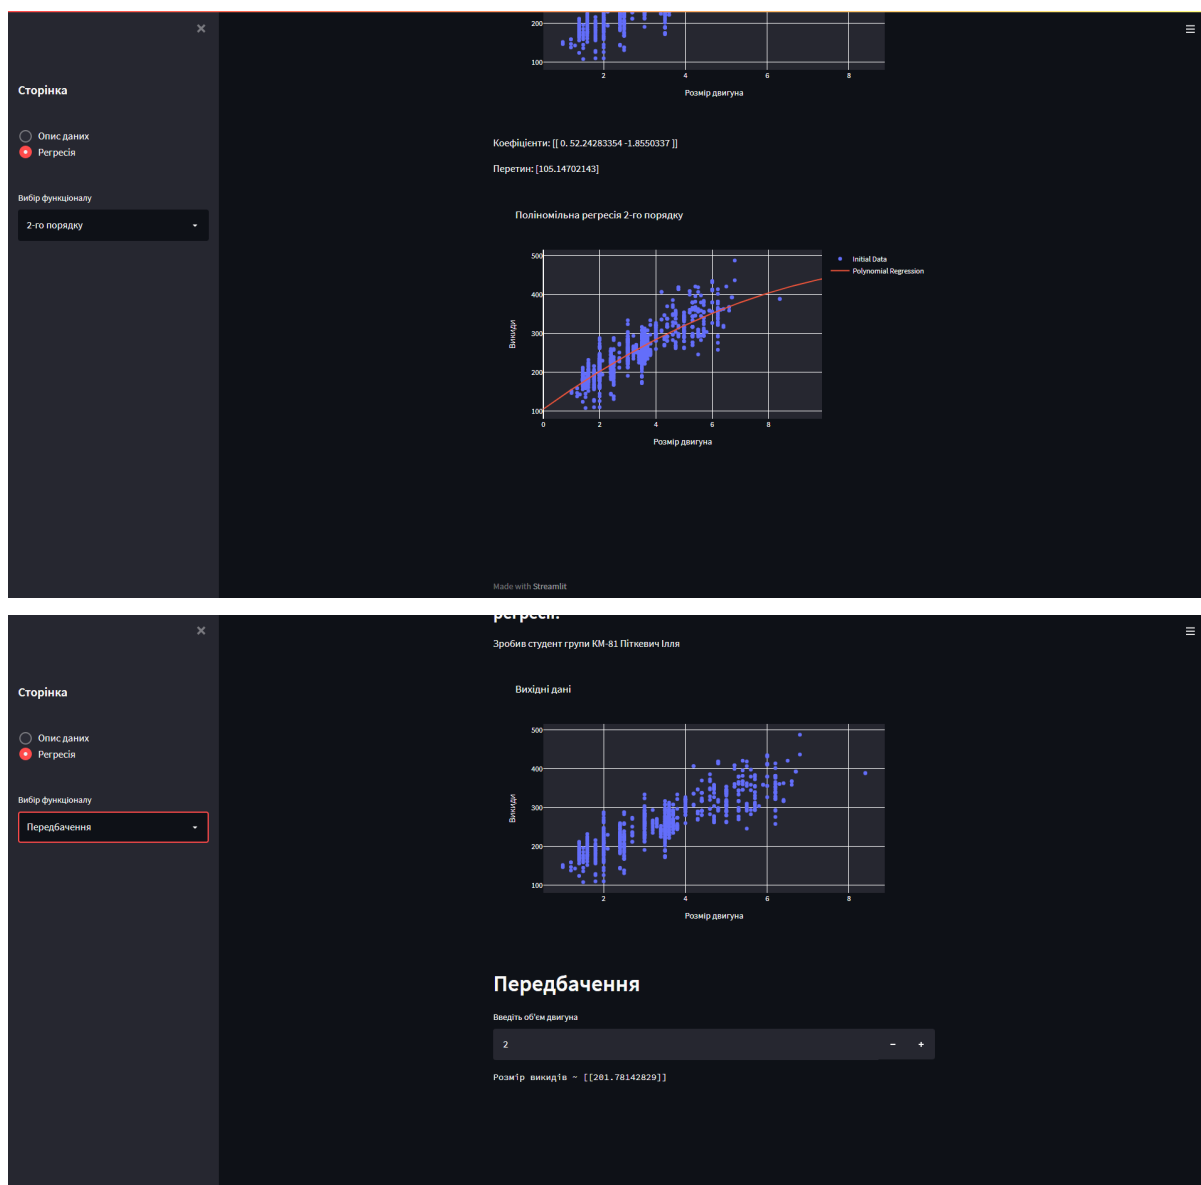 ×
☰
Сторінка
Опис даних
Регресія
Вибір функціоналу
2-го порядку
200
100
2 4 6 8
Розмір двигуна
Коефіцієнти: [[ 0. 52.24283354 -1.8550337 ]]
Перетин: [105.14702143]
Поліномільна регресія 2-го порядку
500
400
300
200
100
0 2 4 6 8
Викиди
Розмір двигуна
Initial Data
Polynomial Regression
Made with Streamlit
×
☰
Сторінка
Опис даних
Регресія
Вибір функціоналу
Передбачення
регресії.
Зробив студент групи КМ-81 Піткевич Ілля
Вихідні дані
500
400
300
200
100
2 4 6 8
Викиди
Розмір двигуна
Передбачення
Введіть об'єм двигуна
2
− +
Розмір викидів ~ [[201.78142829]]